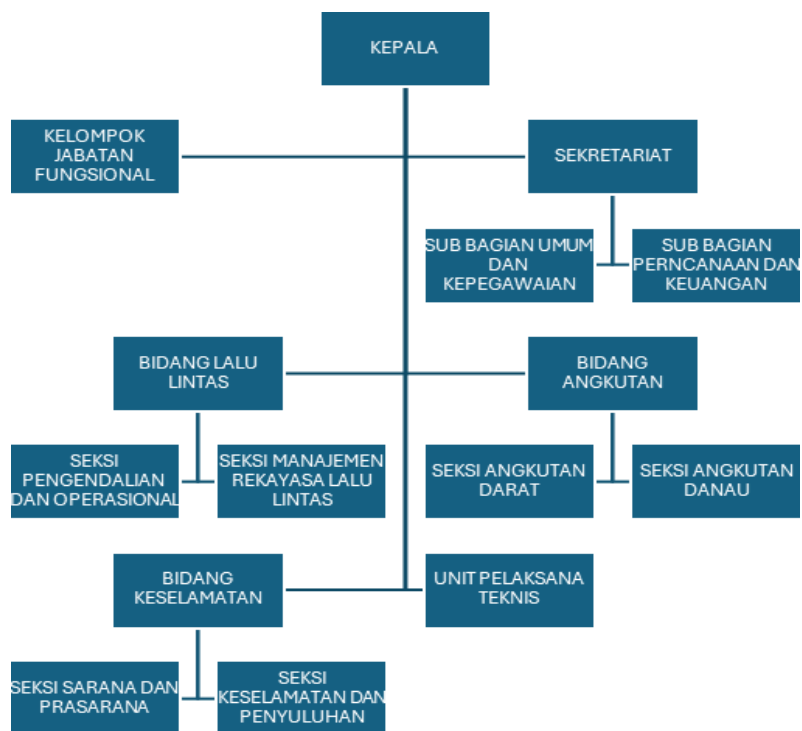 KEPALA
KELOMPOK
JABATAN
FUNGSIONAL
SEKRETARIAT
SUB BAGIAN UMUM
DAN
KEPEGAWAIAN
SUB BAGIAN
PERNCANAAN DAN
KEUANGAN
BIDANG LALU
LINTAS
BIDANG
ANGKUTAN
SEKSI
PENGENDALIAN
DAN OPERASIONAL
SEKSI MANAJEMEN
REKAYASA LALU
LINTAS
SEKSI ANGKUTAN
DARAT
SEKSI ANGKUTAN
DANAU
BIDANG
KESELAMATAN
UNIT PELAKSANA
TEKNIS
SEKSI SARANA DAN
PRASARANA
SEKSI
KESELAMATAN DAN
PENYULUHAN